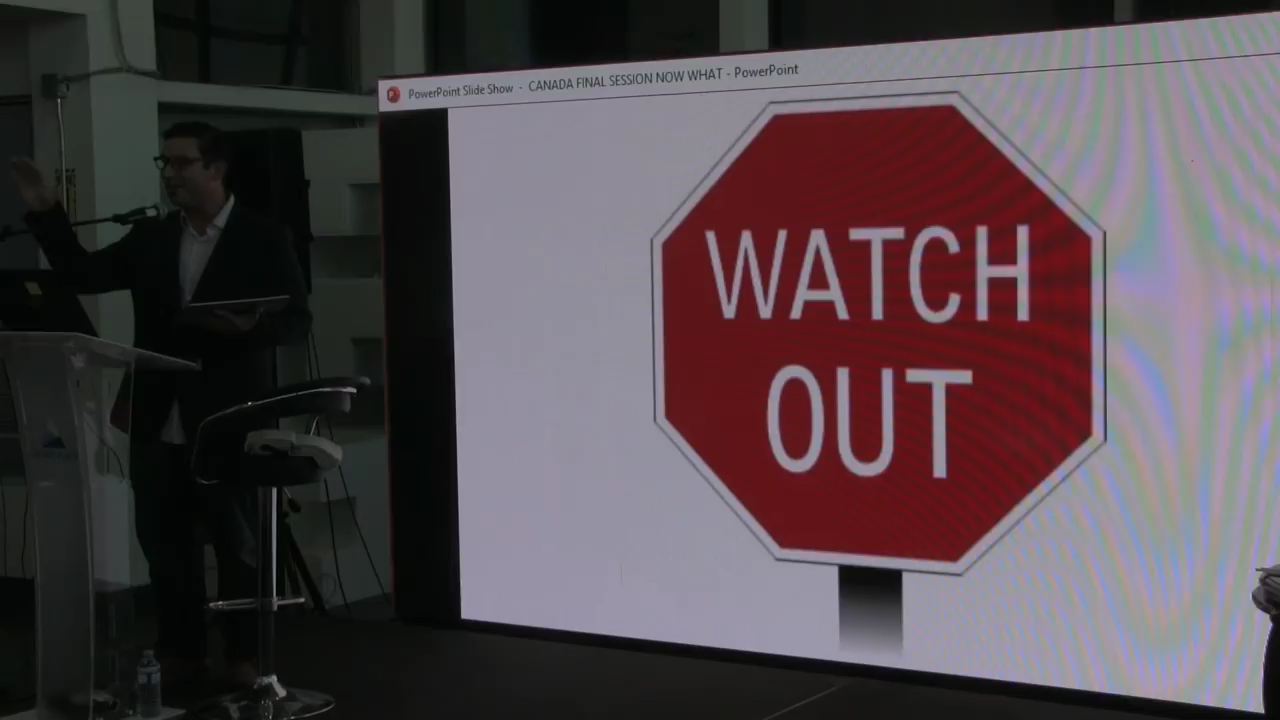 PowerPoint Slide Show - CANADA FINAL SESSION NOW WHAT - PowerPoint
WATCH
OUT